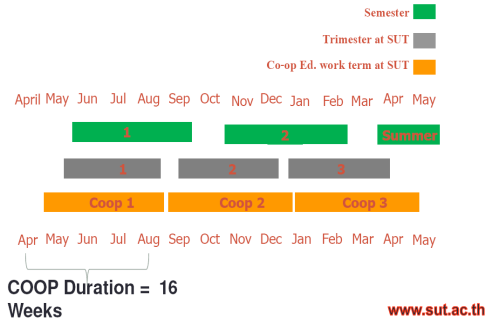 Semester
Trimester at SUT
Co-op Ed. work term at SUT
April May Jun Jul Aug Sep Oct Nov Dec Jan Feb Mar Apr May
1 2 Summer
1 2 3
Coop 1 Coop 2 Coop 3
Apr May Jun Jul Aug Sep Oct Nov Dec Jan Feb Mar Apr May
COOP Duration = 16
Weeks
www.sut.ac.th